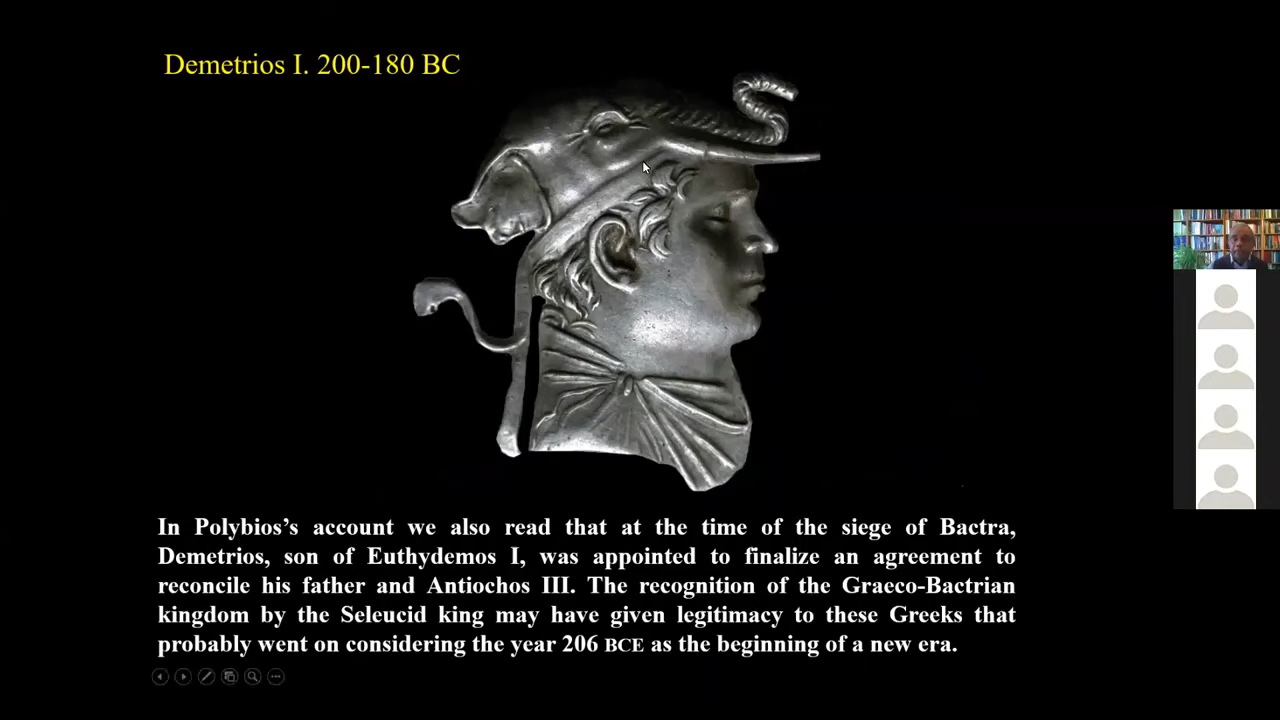 Demetrios I. 200-180 BC
In Polybios’s account we also read that at the time of the siege of Bactra,
Demetrios, son of Euthydemos I, was appointed to finalize an agreement to
reconcile his father and Antiochos III. The recognition of the Graeco-Bactrian
kingdom by the Seleucid king may have given legitimacy to these Greeks that
probably went on considering the year 206 BCE as the beginning of a new era.